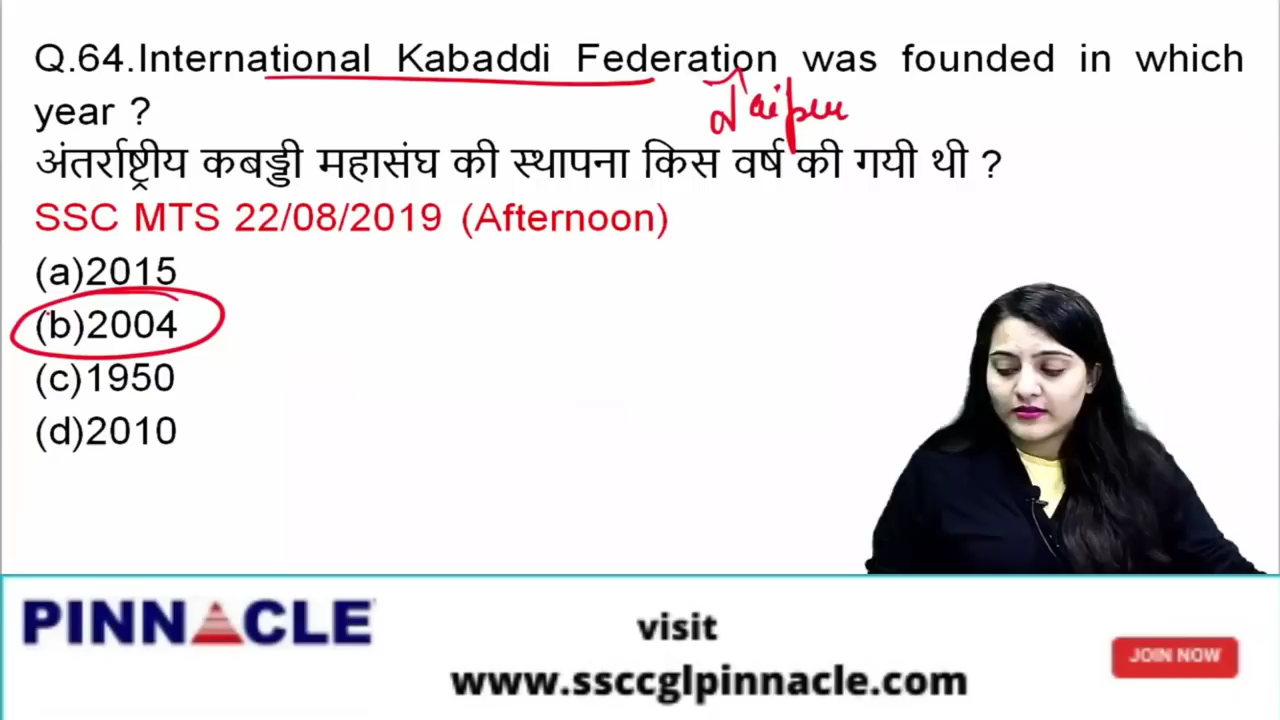 Q.64.International Kabaddi Federation was founded in which
year ?
Jaipur
अंतर्राष्ट्रीय कबड्डी महासंघ की स्थापना किस वर्ष की गयी थी ?
SSC MTS 22/08/2019 (Afternoon)
(a)2015
(b)2004
(c)1950
(d)2010
PINNACLE
visit
www.ssccglpinnacle.com
JOIN NOW